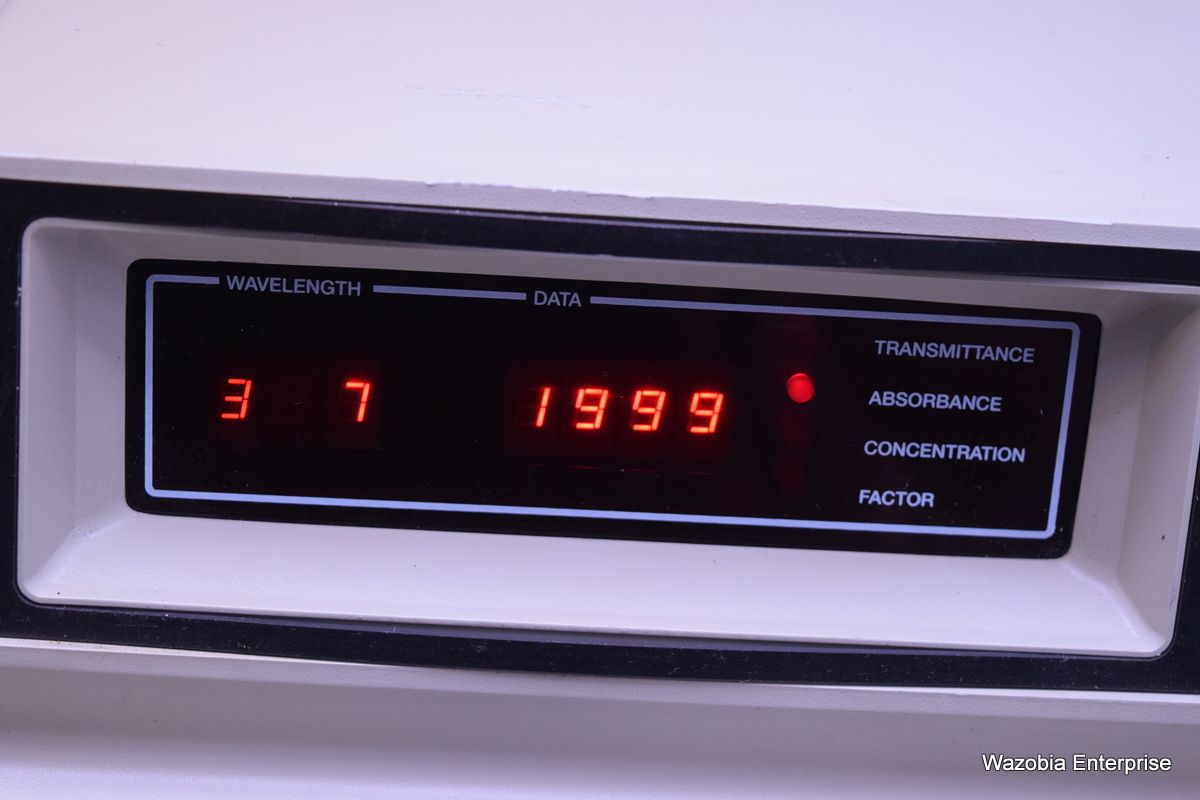 WAVELENGTH DATA
TRANSMITTANCE
3 7 1999
ABSORBANCE
CONCENTRATION
FACTOR
Wazobia Enterprise